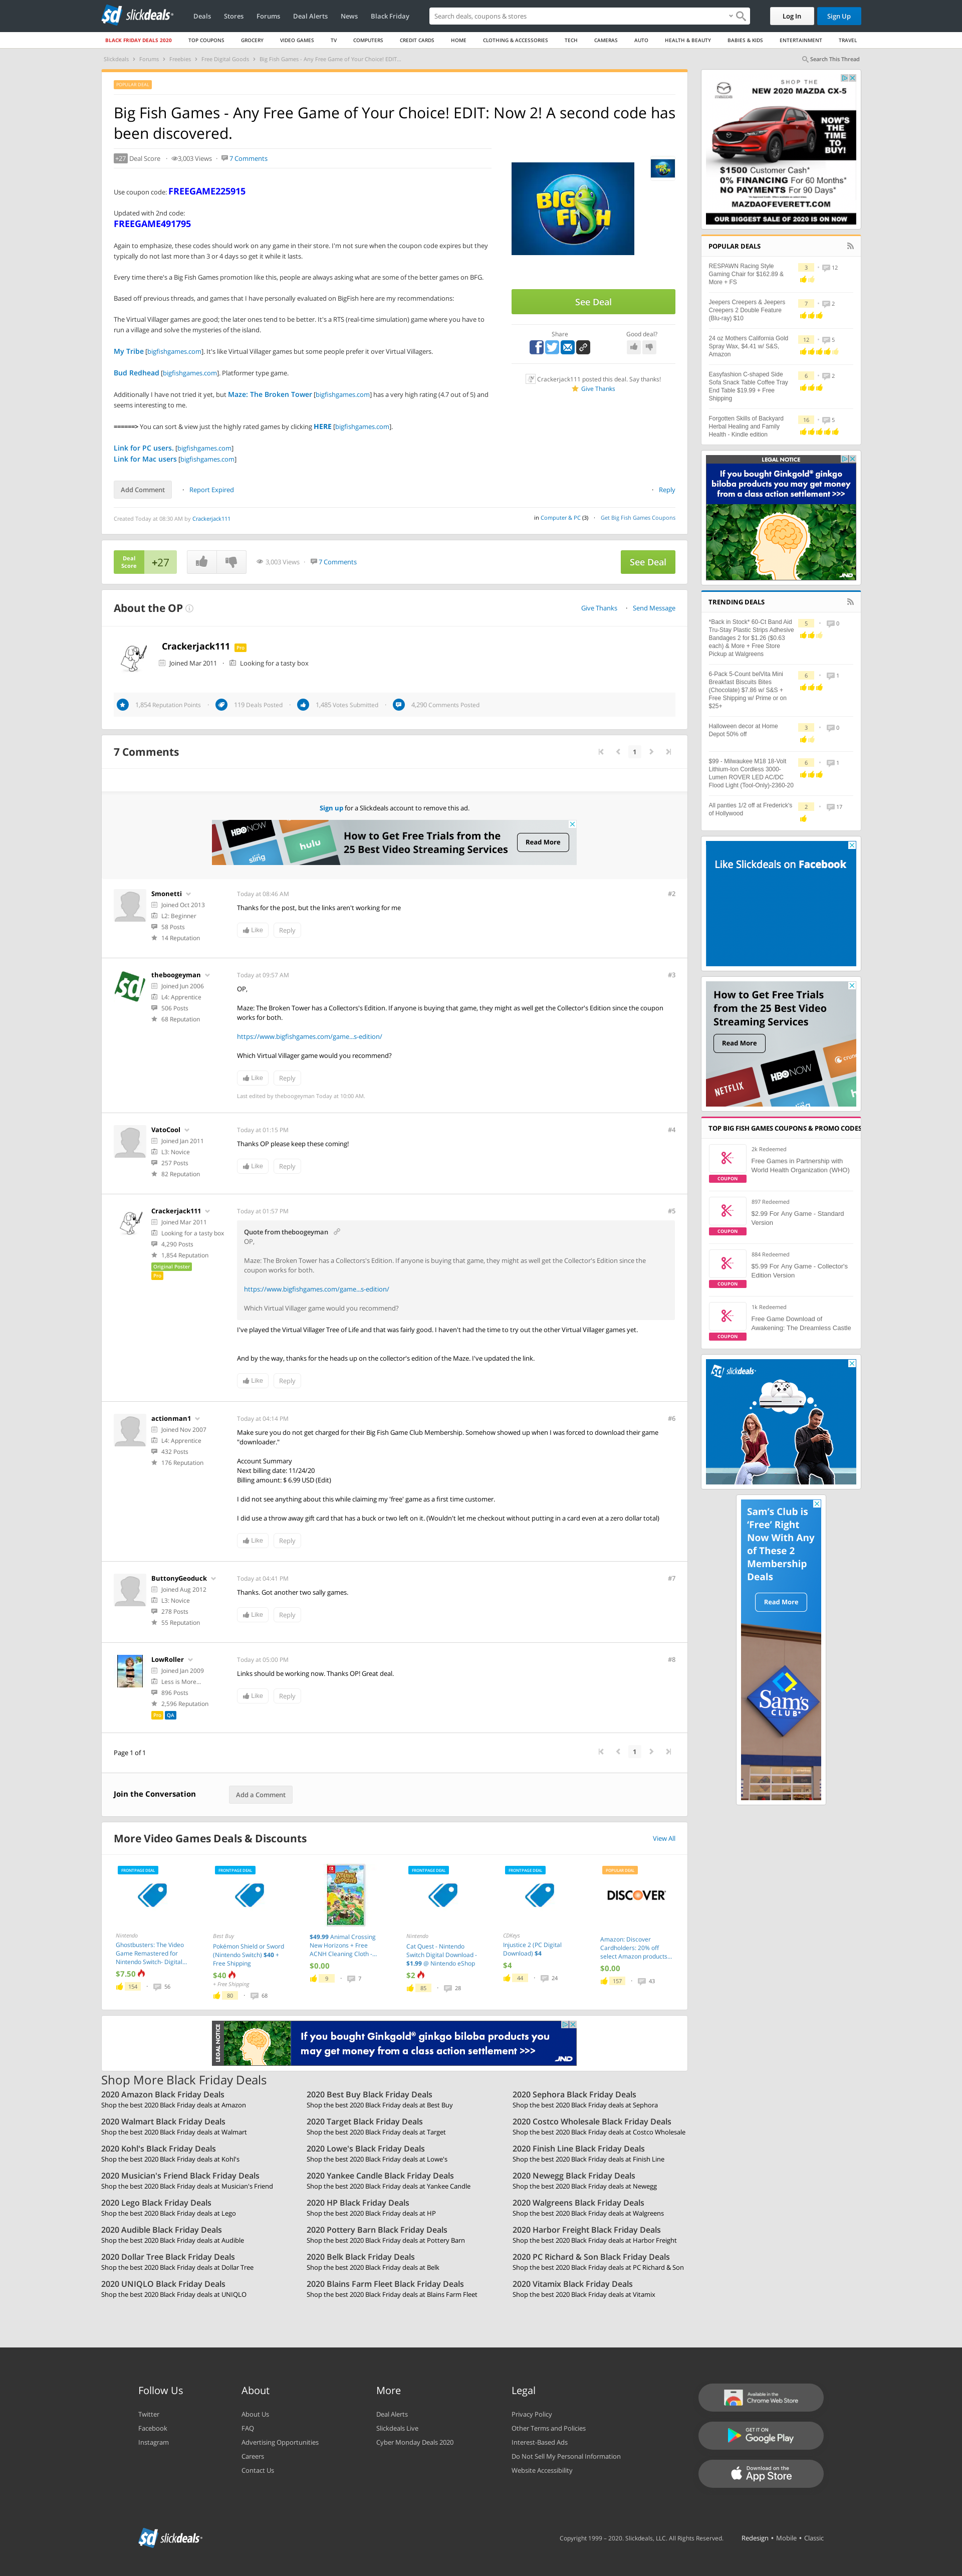 slickdeals
Deals
Stores
Forums
Deal Alerts
News
Black Friday
Search deals, coupons & stores
Log In
Sign Up
BLACK FRIDAY DEALS 2020
TOP COUPONS
GROCERY
VIDEO GAMES
TV
COMPUTERS
CREDIT CARDS
HOME
CLOTHING & ACCESSORIES
TECH
CAMERAS
AUTO
HEALTH & BEAUTY
BABIES & KIDS
ENTERTAINMENT
TRAVEL
Slickdeals
Forums
Freebies
Free Digital Goods
Big Fish Games - Any Free Game of Your Choice! EDIT...
Search This Thread
POPULAR DEAL
Big Fish Games - Any Free Game of Your Choice! EDIT: Now 2! A second code has
been discovered.
+27 Deal Score · 3,003 Views · 7 Comments
Use coupon code: FREEGAME225915
Updated with 2nd code:
FREEGAME491795
Again to emphasize, these codes should work on any game in their store. I'm not sure when the coupon code expires but they
typically do not last more than 3 or 4 days so get it while it lasts.
Every time there's a Big Fish Games promotion like this, people are always asking what are some of the better games on BFG.
Based off previous threads, and games that I have personally evaluated on BigFish here are my recommendations:
The Virtual Villager games are good; the later ones tend to be better. It's a RTS (real-time simulation) game where you have to
run a village and solve the mysteries of the island.
My Tribe [bigfishgames.com]. It's like Virtual Villager games but some people prefer it over Virtual Villagers.
Bud Redhead [bigfishgames.com]. Platformer type game.
Additionally I have not tried it yet, but Maze: The Broken Tower [bigfishgames.com] has a very high rating (4.7 out of 5) and
seems interesting to me.
======> You can sort & view just the highly rated games by clicking HERE [bigfishgames.com].
Link for PC users. [bigfishgames.com]
Link for Mac users [bigfishgames.com]
BIG FISH
See Deal
Share
Good deal?
Crackerjack111 posted this deal. Say thanks!
Give Thanks
Add Comment
· Report Expired
· Reply
Created Today at 08:30 AM by Crackerjack111
in Computer & PC (3) · Get Big Fish Games Coupons
Deal
Score
+27
3,003 Views · 7 Comments
See Deal
About the OP
Give Thanks · Send Message
Crackerjack111 Pro
Joined Mar 2011 · Looking for a tasty box
1,854 Reputation Points · 119 Deals Posted · 1,485 Votes Submitted · 4,290 Comments Posted
7 Comments
1
Sign up for a Slickdeals account to remove this ad.
HBO NOW
sling
hulu
How to Get Free Trials from the
25 Best Video Streaming Services
Read More
Smonetti
Joined Oct 2013
L2: Beginner
58 Posts
14 Reputation
Today at 08:46 AM
#2
Thanks for the post, but the links aren't working for me
Like
Reply
theboogeyman
Joined Jun 2006
L4: Apprentice
506 Posts
68 Reputation
Today at 09:57 AM
#3
OP,
Maze: The Broken Tower has a Collectors's Edition. If anyone is buying that game, they might as well get the Collector's Edition since the coupon
works for both.
https://www.bigfishgames.com/game...s-edition/
Which Virtual Villager game would you recommend?
Like
Reply
Last edited by theboogeyman Today at 10:00 AM.
VatoCool
Joined Jan 2011
L3: Novice
257 Posts
82 Reputation
Today at 01:15 PM
#4
Thanks OP please keep these coming!
Like
Reply
Crackerjack111
Joined Mar 2011
Looking for a tasty box
4,290 Posts
1,854 Reputation
Original Poster
Pro
Today at 01:57 PM
#5
Quote from theboogeyman
OP,
Maze: The Broken Tower has a Collectors's Edition. If anyone is buying that game, they might as well get the Collector's Edition since the
coupon works for both.
https://www.bigfishgames.com/game...s-edition/
Which Virtual Villager game would you recommend?
I've played the Virtual Villager Tree of Life and that was fairly good. I haven't had the time to try out the other Virtual Villager games yet.
And by the way, thanks for the heads up on the collector's edition of the Maze. I've updated the link.
Like
Reply
actionman1
Joined Nov 2007
L4: Apprentice
432 Posts
176 Reputation
Today at 04:14 PM
#6
Make sure you do not get charged for their Big Fish Game Club Membership. Somehow showed up when I was forced to download their game
"downloader."
Account Summary
Next billing date: 11/24/20
Billing amount: $ 6.99 USD (Edit)
I did not see anything about this while claiming my 'free' game as a first time customer.
I did use a throw away gift card that has a buck or two left on it. (Wouldn't let me checkout without putting in a card even at a zero dollar total)
Like
Reply
ButtonyGeoduck
Joined Aug 2012
L3: Novice
278 Posts
55 Reputation
Today at 04:41 PM
#7
Thanks. Got another two sally games.
Like
Reply
LowRoller
Joined Jan 2009
Less is More...
896 Posts
2,596 Reputation
Pro QA
Today at 05:00 PM
#8
Links should be working now. Thanks OP! Great deal.
Like
Reply
Page 1 of 1
1
Join the Conversation
Add a Comment
More Video Games Deals & Discounts
View All
FRONTPAGE DEAL
Nintendo
Ghostbusters: The Video
Game Remastered for
Nintendo Switch- Digital...
$7.50
154 · 56
FRONTPAGE DEAL
Best Buy
Pokémon Shield or Sword
(Nintendo Switch) $40 +
Free Shipping
$40
+ Free Shipping
80 · 68
$49.99 Animal Crossing
New Horizons + Free
ACNH Cleaning Cloth -...
$0.00
9 · 7
FRONTPAGE DEAL
Nintendo
Cat Quest - Nintendo
Switch Digital Download -
$1.99 @ Nintendo eShop
$2
85 · 28
FRONTPAGE DEAL
CDKeys
Injustice 2 (PC Digital
Download) $4
$4
44 · 24
POPULAR DEAL
DISCOVER
Amazon: Discover
Cardholders: 20% off
select Amazon products...
$0.00
157 · 43
LEGAL NOTICE
If you bought Ginkgold® ginkgo biloba products you
may get money from a class action settlement >>>
JND
Shop More Black Friday Deals
2020 Amazon Black Friday Deals
Shop the best 2020 Black Friday deals at Amazon
2020 Best Buy Black Friday Deals
Shop the best 2020 Black Friday deals at Best Buy
2020 Sephora Black Friday Deals
Shop the best 2020 Black Friday deals at Sephora
2020 Walmart Black Friday Deals
Shop the best 2020 Black Friday deals at Walmart
2020 Target Black Friday Deals
Shop the best 2020 Black Friday deals at Target
2020 Costco Wholesale Black Friday Deals
Shop the best 2020 Black Friday deals at Costco Wholesale
2020 Kohl's Black Friday Deals
Shop the best 2020 Black Friday deals at Kohl's
2020 Lowe's Black Friday Deals
Shop the best 2020 Black Friday deals at Lowe's
2020 Finish Line Black Friday Deals
Shop the best 2020 Black Friday deals at Finish Line
2020 Musician's Friend Black Friday Deals
Shop the best 2020 Black Friday deals at Musician's Friend
2020 Yankee Candle Black Friday Deals
Shop the best 2020 Black Friday deals at Yankee Candle
2020 Newegg Black Friday Deals
Shop the best 2020 Black Friday deals at Newegg
2020 Lego Black Friday Deals
Shop the best 2020 Black Friday deals at Lego
2020 HP Black Friday Deals
Shop the best 2020 Black Friday deals at HP
2020 Walgreens Black Friday Deals
Shop the best 2020 Black Friday deals at Walgreens
2020 Audible Black Friday Deals
Shop the best 2020 Black Friday deals at Audible
2020 Pottery Barn Black Friday Deals
Shop the best 2020 Black Friday deals at Pottery Barn
2020 Harbor Freight Black Friday Deals
Shop the best 2020 Black Friday deals at Harbor Freight
2020 Dollar Tree Black Friday Deals
Shop the best 2020 Black Friday deals at Dollar Tree
2020 Belk Black Friday Deals
Shop the best 2020 Black Friday deals at Belk
2020 PC Richard & Son Black Friday Deals
Shop the best 2020 Black Friday deals at PC Richard & Son
2020 UNIQLO Black Friday Deals
Shop the best 2020 Black Friday deals at UNIQLO
2020 Blains Farm Fleet Black Friday Deals
Shop the best 2020 Black Friday deals at Blains Farm Fleet
2020 Vitamix Black Friday Deals
Shop the best 2020 Black Friday deals at Vitamix
SHOP THE
NEW 2020 MAZDA CX-5
NOW'S
THE
TIME
TO
BUY!
$1500 Customer Cash*
0% FINANCING For 60 Months*
NO PAYMENTS For 90 Days*
MAZDAOFEVERETT.COM
OUR BIGGEST SALE OF 2020 IS ON NOW
POPULAR DEALS
RESPAWN Racing Style
Gaming Chair for $162.89 &
More + FS
3 · 12
Jeepers Creepers & Jeepers
Creepers 2 Double Feature
(Blu-ray) $10
7 · 2
24 oz Mothers California Gold
Spray Wax, $4.41 w/ S&S,
Amazon
12 · 5
Easyfashion C-shaped Side
Sofa Snack Table Coffee Tray
End Table $19.99 + Free
Shipping
6 · 2
Forgotten Skills of Backyard
Herbal Healing and Family
Health - Kindle edition
16 · 5
LEGAL NOTICE
If you bought Ginkgold® ginkgo
biloba products you may get money
from a class action settlement >>>
JND
TRENDING DEALS
*Back in Stock* 60-Ct Band Aid
Tru-Stay Plastic Strips Adhesive
Bandages 2 for $1.26 ($0.63
each) & More + Free Store
Pickup at Walgreens
5 · 0
6-Pack 5-Count belVita Mini
Breakfast Biscuits Bites
(Chocolate) $7.86 w/ S&S +
Free Shipping w/ Prime or on
$25+
6 · 1
Halloween decor at Home
Depot 50% off
3 · 0
$99 - Milwaukee M18 18-Volt
Lithium-Ion Cordless 3000-
Lumen ROVER LED AC/DC
Flood Light (Tool-Only)-2360-20
6 · 1
All panties 1/2 off at Frederick's
of Hollywood
2 · 17
Like Slickdeals on Facebook
How to Get Free Trials
from the 25 Best Video
Streaming Services
Read More
NETFLIX
HBO NOW
TOP BIG FISH GAMES COUPONS & PROMO CODES
COUPON
2k Redeemed
Free Games in Partnership with
World Health Organization (WHO)
COUPON
897 Redeemed
$2.99 For Any Game - Standard
Version
COUPON
884 Redeemed
$5.99 For Any Game - Collector's
Edition Version
COUPON
1k Redeemed
Free Game Download of
Awakening: The Dreamless Castle
slickdeals
Sam's Club is
'Free' Right
Now With Any
of These 2
Membership
Deals
Read More
Sam's
CLUB
Follow Us
Twitter
Facebook
Instagram
About
About Us
FAQ
Advertising Opportunities
Careers
Contact Us
More
Deal Alerts
Slickdeals Live
Cyber Monday Deals 2020
Legal
Privacy Policy
Other Terms and Policies
Interest-Based Ads
Do Not Sell My Personal Information
Website Accessibility
Available in the
Chrome Web Store
GET IT ON
Google Play
Download on the
App Store
slickdeals
Copyright 1999 – 2020. Slickdeals, LLC. All Rights Reserved.
Redesign • Mobile • Classic